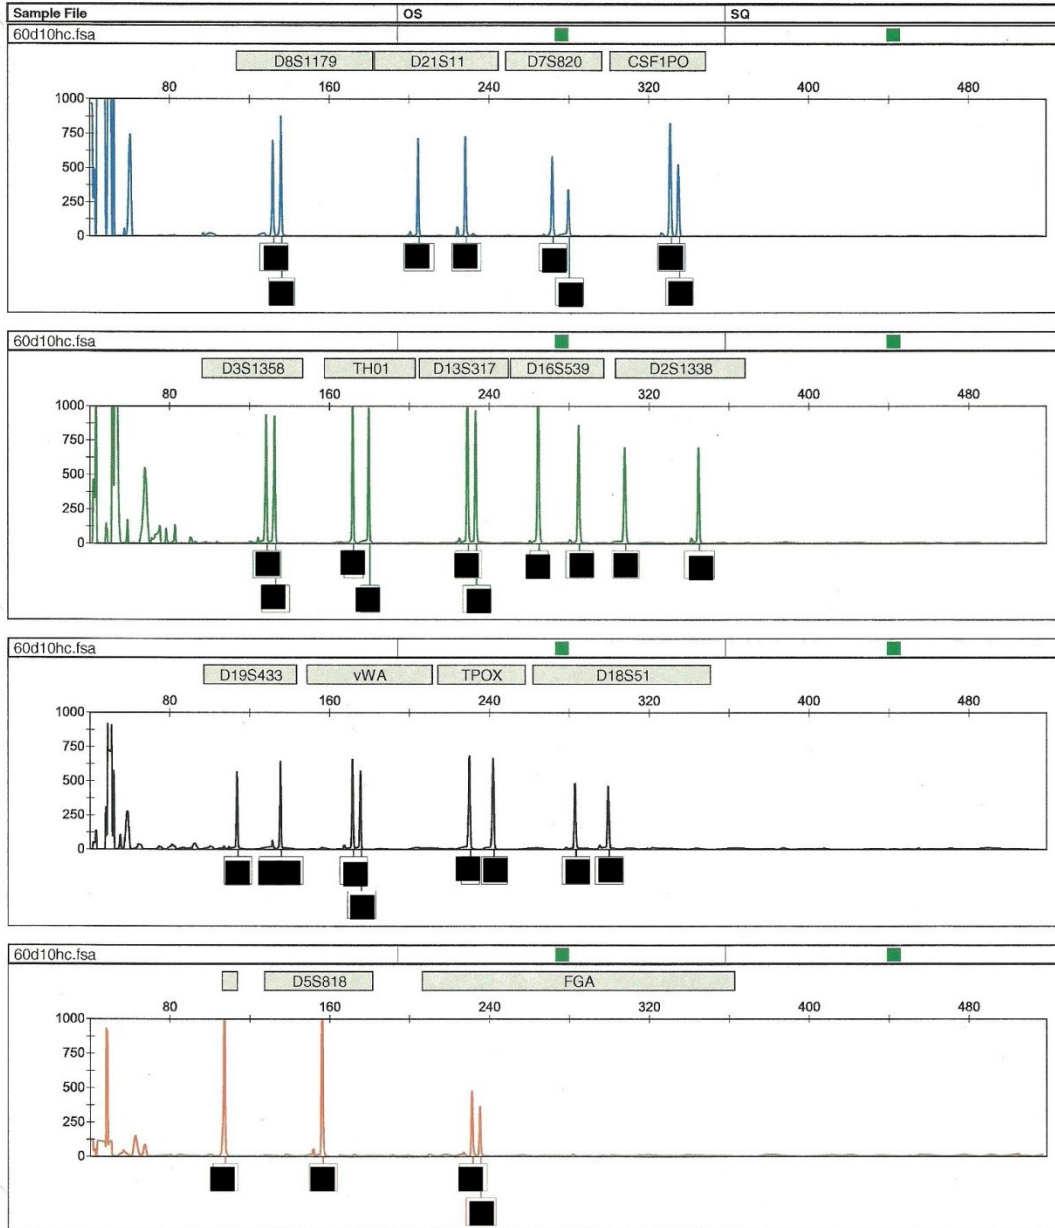 Sample File OS SQ
60d10hc.fsa
D8S1179 D21S11 D7S820 CSF1PO
80 160 240 320 400 480
1000
750
500
250
0
60d10hc.fsa
D3S1358 TH01 D13S317 D16S539 D2S1338
80 160 240 320 400 480
1000
750
500
250
0
60d10hc.fsa
D19S433 vWA TPOX D18S51
80 160 240 320 400 480
1000
750
500
250
0
60d10hc.fsa
D5S818 FGA
80 160 240 320 400 480
1000
750
500
250
0